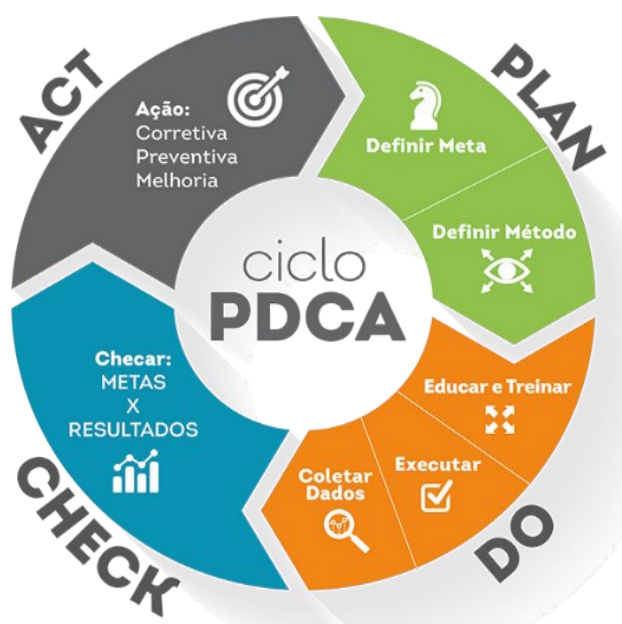 ACT
PLAN
Ação:
Corretiva
Preventiva
Melhoria
Definir Meta
Definir Método
ciclo
PDCA
Checar:
METAS
X
RESULTADOS
Educar e Treinar
Executar
Coletar
Dados
CHECK
DO